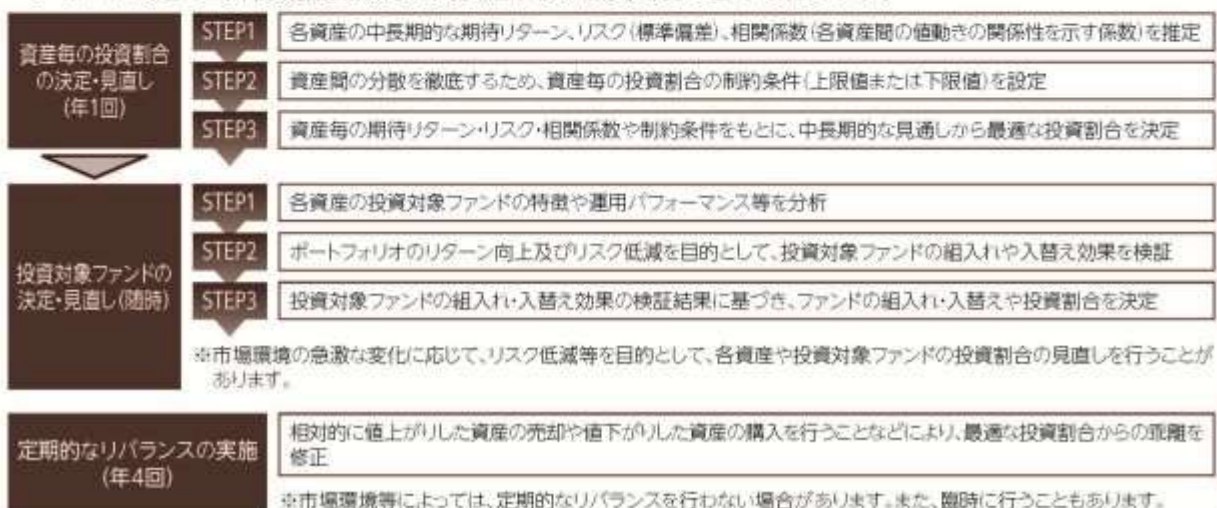 資産毎の投資割合
の決定・見直し
(年1回)
STEP1
各資産の中長期的な期待リターン、リスク(標準偏差)、相関係数(各資産間の値動きの関係性を示す係数)を推定
STEP2
資産間の分散を徹底するため、資産毎の投資割合の制約条件(上限値または下限値)を設定
STEP3
資産毎の期待リターン・リスク・相関係数や制約条件をもとに、中長期的な見通しから最適な投資割合を決定
投資対象ファンドの
決定・見直し(随時)
STEP1
各資産の投資対象ファンドの特徴や運用パフォーマンス等を分析
STEP2
ポートフォリオのリターン向上及びリスク低減を目的として、投資対象ファンドの組入れや入替え効果を検証
STEP3
投資対象ファンドの組入れ・入替え効果の検証結果に基づき、ファンドの組入れ・入替えや投資割合を決定
※市場環境の急激な変化に応じて、リスク低減等を目的として、各資産や投資対象ファンドの投資割合の見直しを行うことが
あります。
定期的なリバランスの実施
(年4回)
相対的に値上がりした資産の売却や値下がりした資産の購入を行うことなどにより、最適な投資割合からの乖離を
修正
※市場環境等によっては、定期的なリバランスを行わない場合があります。また、臨時に行うこともあります。